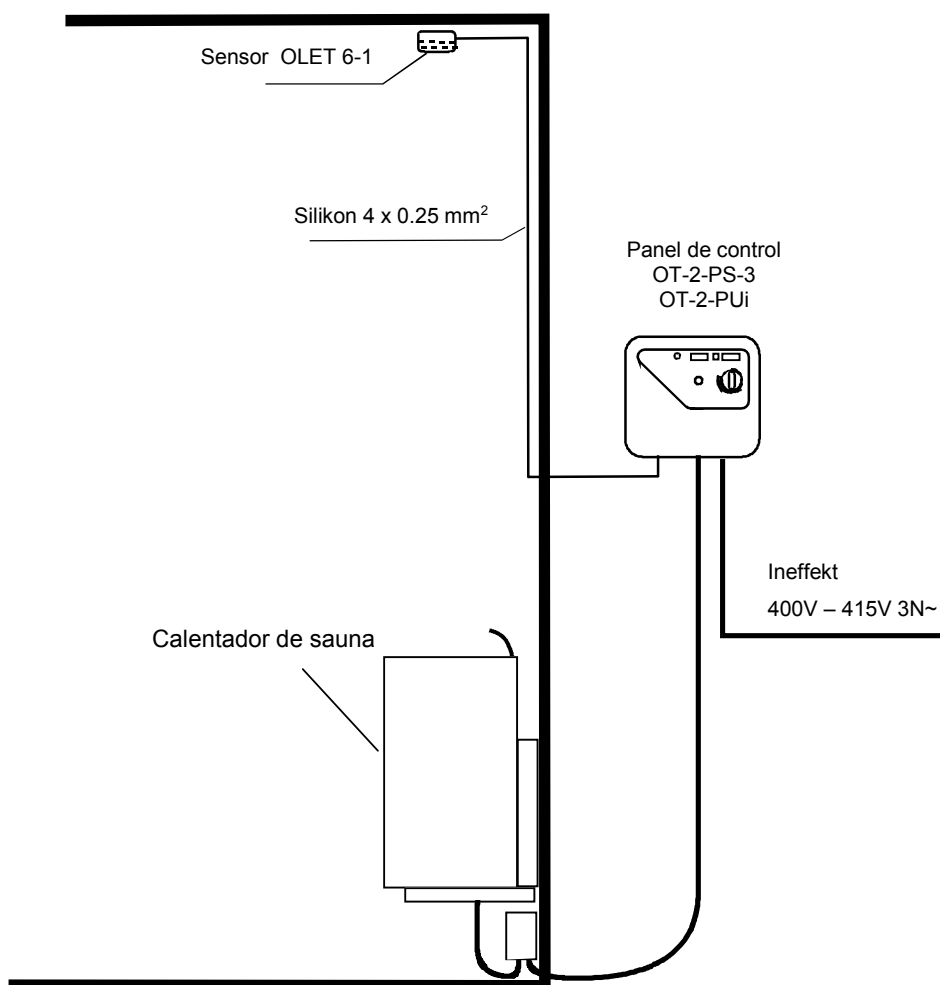 Sensor OLET 6-1
Silikon 4 x 0.25 mm²
Panel de control
OT-2-PS-3
OT-2-PUi
Ineffekt
400V – 415V 3N~
Calentador de sauna